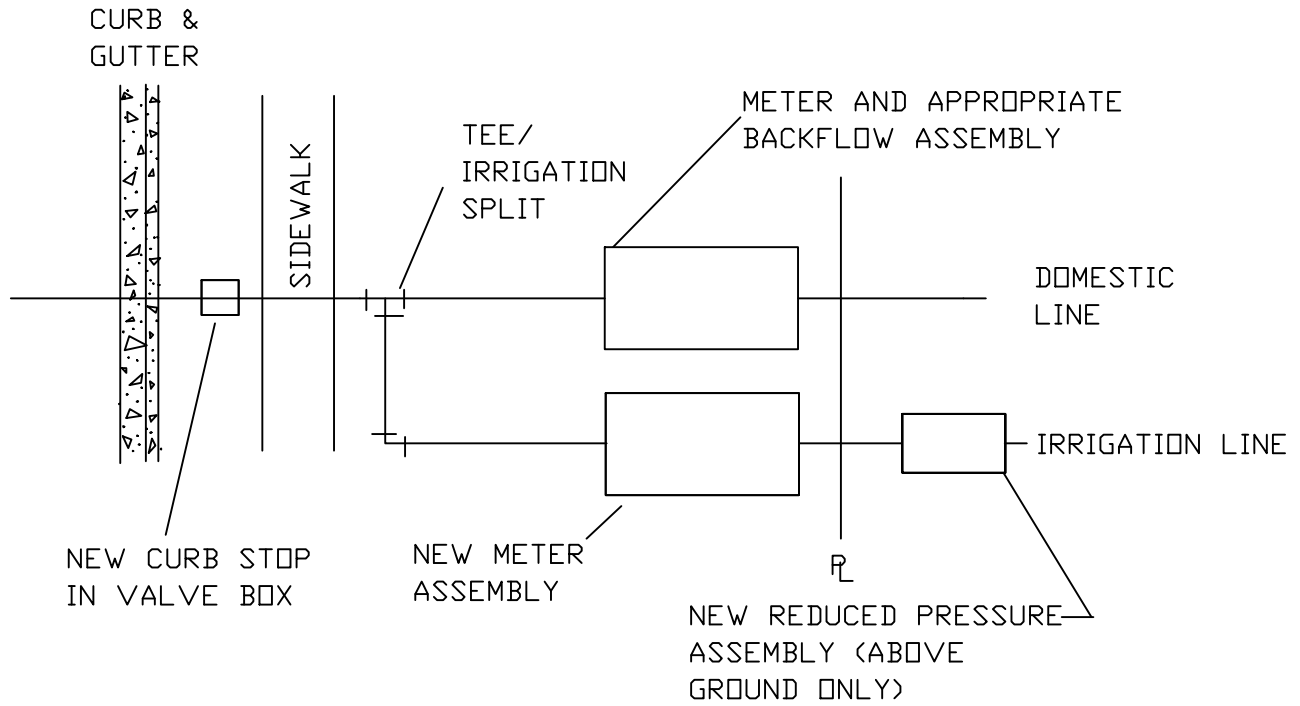 CURB &
GUTTER
METER AND APPROPRIATE
BACKFLOW ASSEMBLY
TEE/
IRRIGATION
SPLIT
SIDEWALK
DOMESTIC
LINE
IRRIGATION LINE
NEW CURB STOP
IN VALVE BOX
NEW METER
ASSEMBLY
PL
NEW REDUCED PRESSURE
ASSEMBLY (ABOVE
GROUND ONLY)